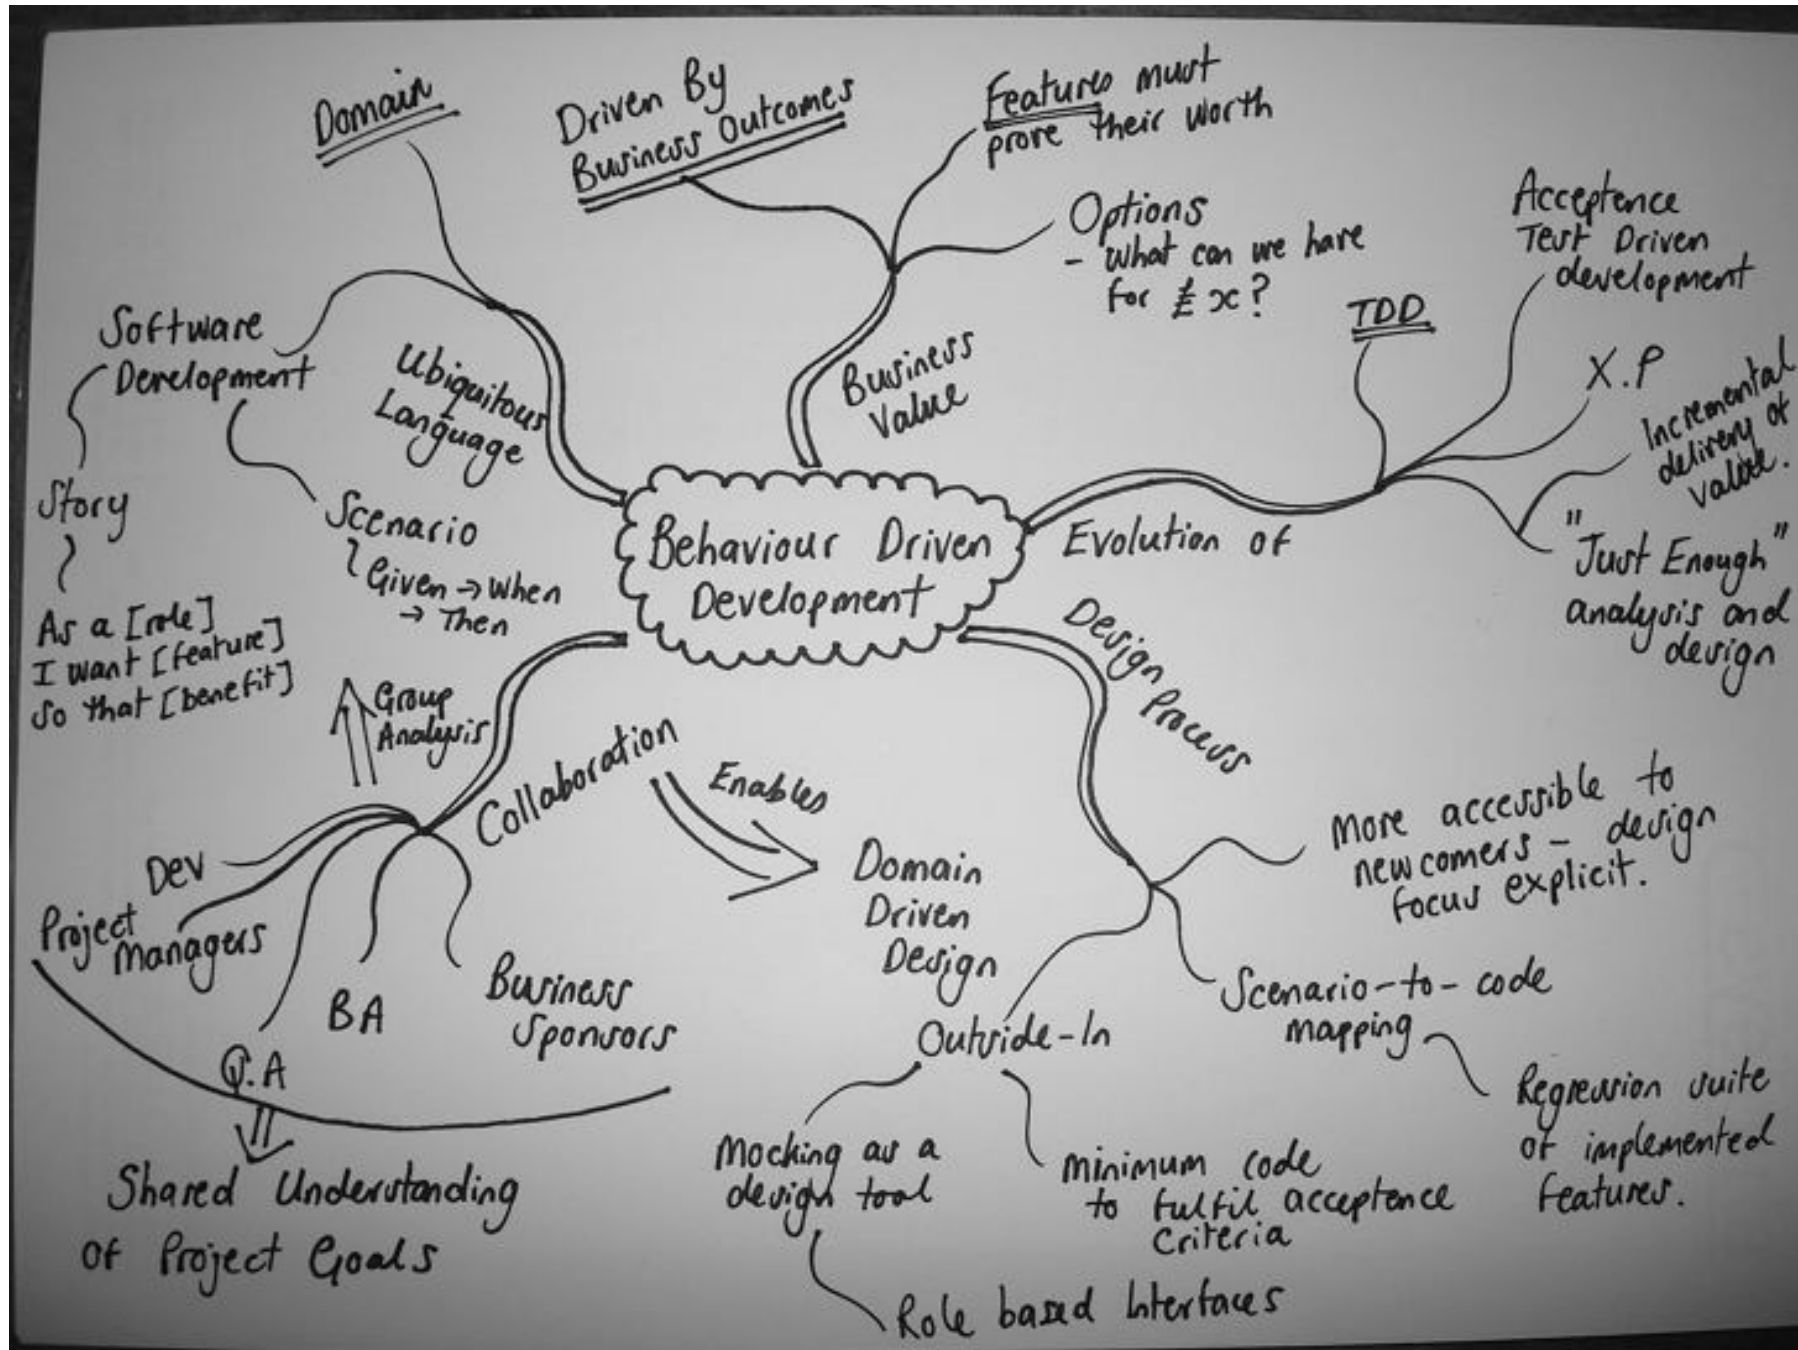 Domain
Driven By
Business Outcomes
Features must
prove their worth
Options
- What can we have
for £x?
Business
Value
Acceptence
Test Driven
development
TDD
X.P
Incremental
delivery of
value.
"Just Enough"
analysis and
design
Evolution of
Software
Development
Ubiquitous
Language
Story
As a [role]
I want [feature]
So that [benefit]
Scenario
Given → When
→ Then
Behaviour Driven
Development
Design
Process
Group
Analysis
Collaboration
Enables
Domain
Driven
Design
More accessible to
newcomers - design
focus explicit.
Dev
Project
Managers
Q.A
BA
Business
Sponsors
Shared Understanding
of Project Goals
Scenario-to-code
mapping
Regression suite
of implemented
features.
Outside-In
Mocking as a
design tool
minimum code
to fulfil acceptence
criteria
Role based Interfaces